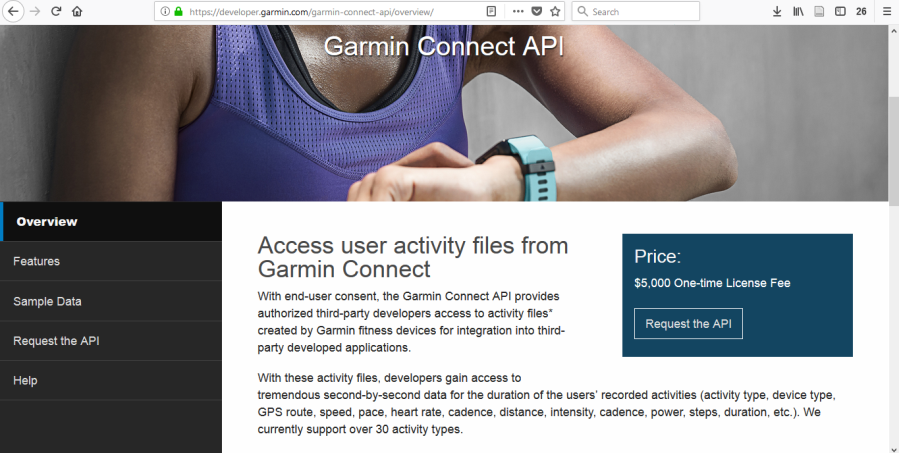 https://developer.garmin.com/garmin-connect-api/overview/
Search
26
Garmin Connect API
Overview
Features
Sample Data
Request the API
Help
Access user activity files from
Garmin Connect
With end-user consent, the Garmin Connect API provides
authorized third-party developers access to activity files*
created by Garmin fitness devices for integration into third-
party developed applications.
Price:
$5,000 One-time License Fee
Request the API
With these activity files, developers gain access to
tremendous second-by-second data for the duration of the users' recorded activities (activity type, device type,
GPS route, speed, pace, heart rate, cadence, distance, intensity, cadence, power, steps, duration, etc.). We
currently support over 30 activity types.